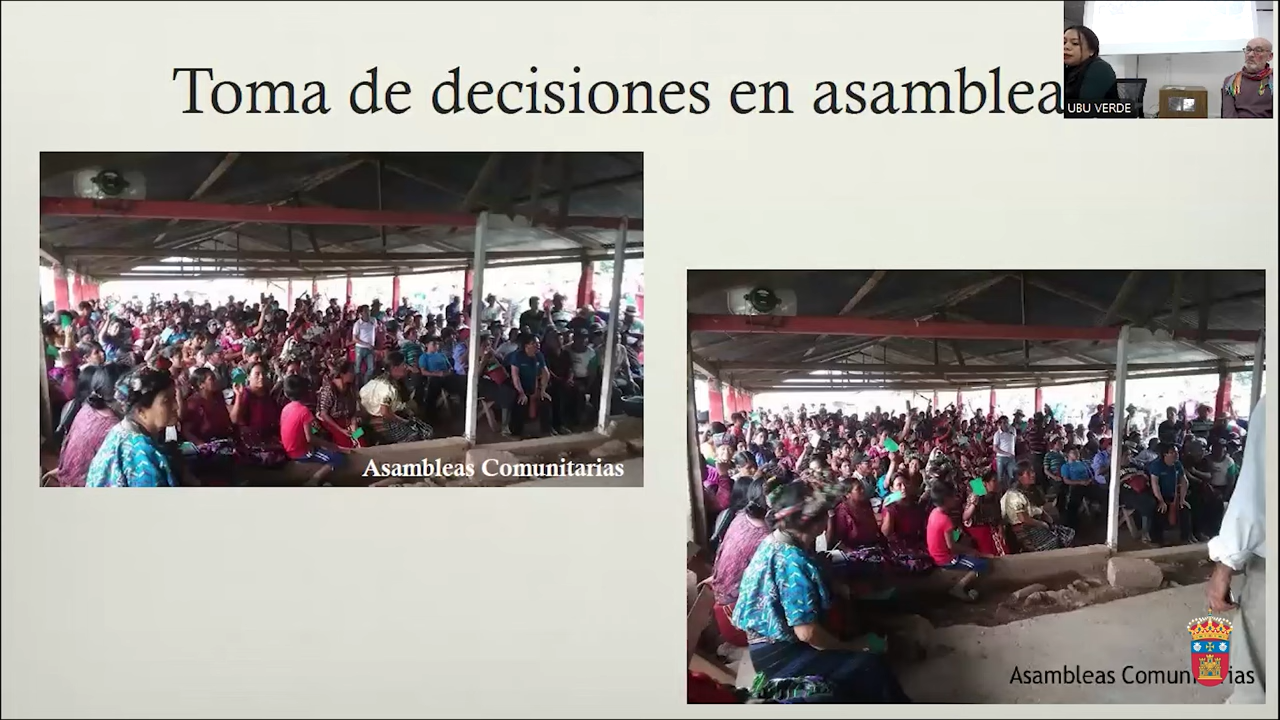 Toma de decisiones en asamblea
UBU VERDE
Asambleas Comunitarias
Asambleas Comun ias